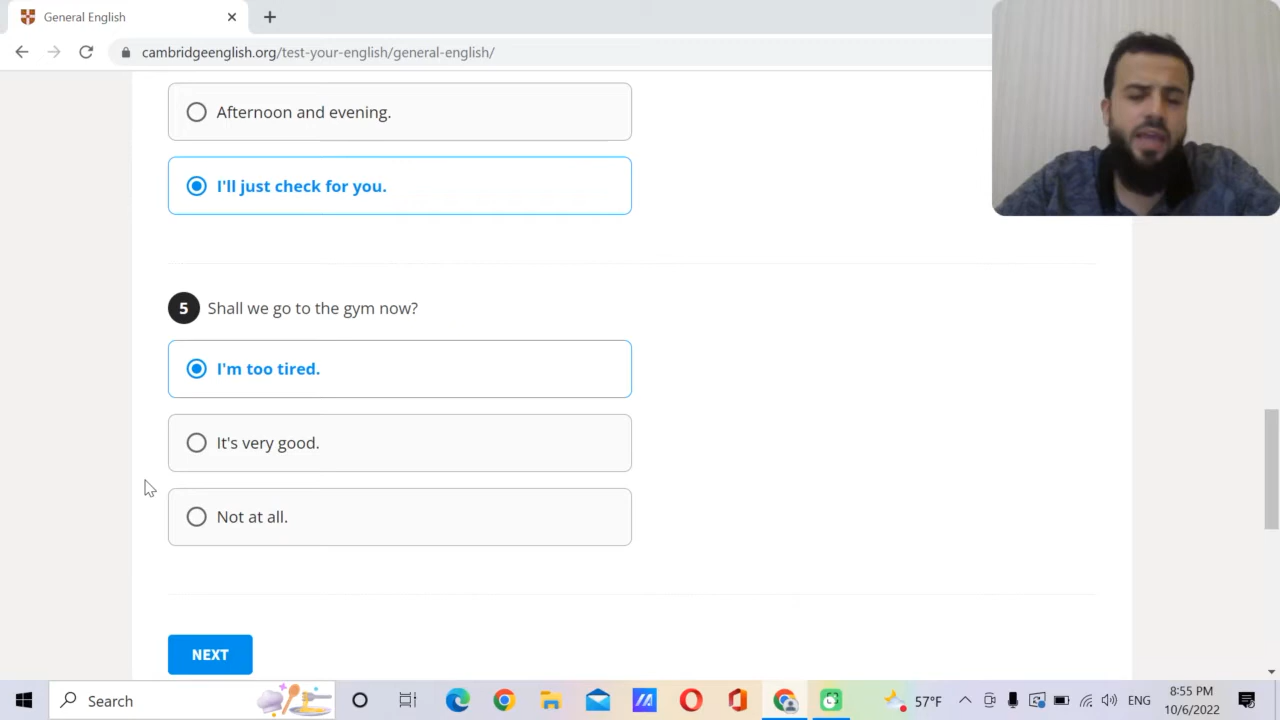 General English
cambridgeenglish.org/test-your-english/general-english/
Afternoon and evening.
I'll just check for you.
5 Shall we go to the gym now?
I'm too tired.
It's very good.
Not at all.
NEXT
Search
57°F
ENG
8:55 PM
10/6/2022